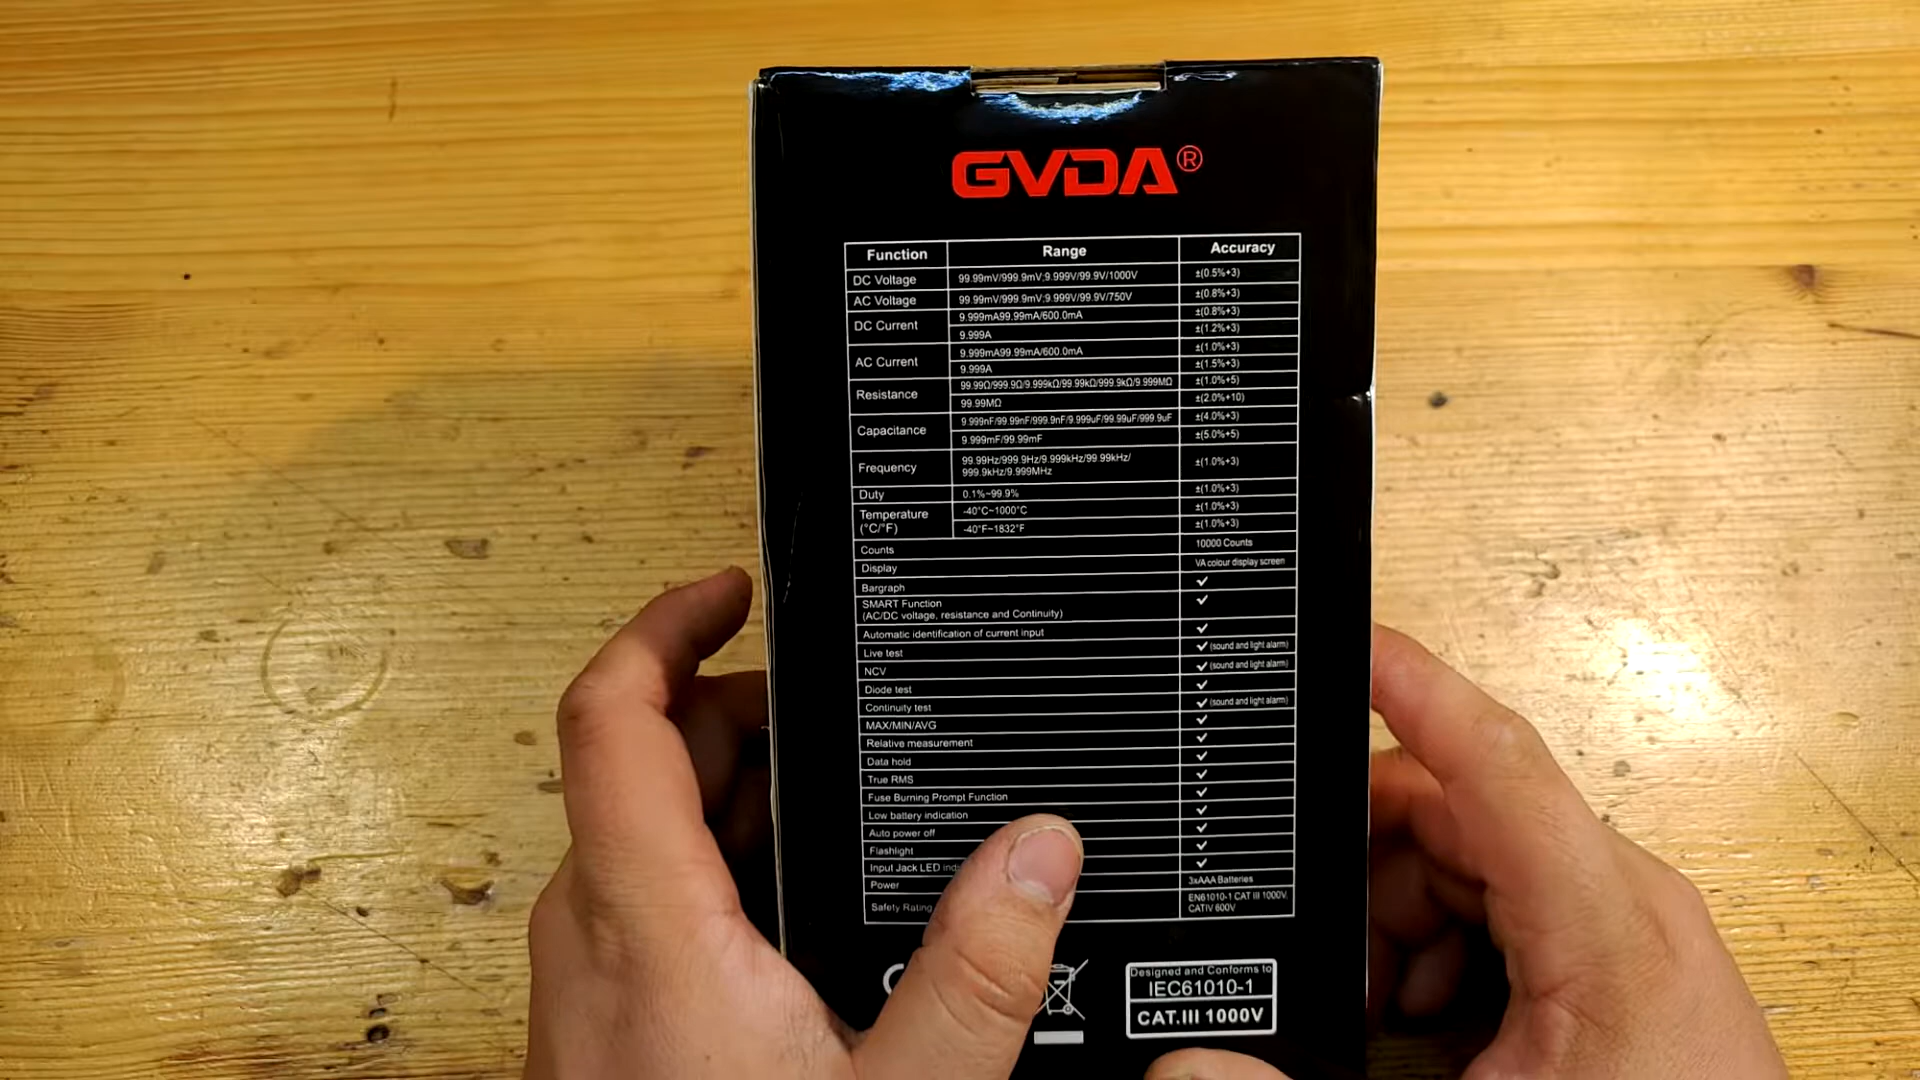 GVDA®
Function Range Accuracy
DC Voltage 99.99mV/999.9mV;9.999V/99.9V/1000V ±(0.5%+3)
AC Voltage 99.99mV/999.9mV;9.999V/99.9V/750V ±(0.8%+3)
DC Current 9.999mA99.99mA/600.0mA ±(0.8%+3)
9.999A ±(1.2%+3)
AC Current 9.999mA99.99mA/600.0mA ±(1.0%+3)
9.999A ±(1.5%+3)
Resistance 99.99Ω/999.9Ω/9.999kΩ/99.99kΩ/999.9kΩ/9.999MΩ ±(1.0%+5)
99.99MΩ ±(2.0%+10)
Capacitance 9.999nF/99.99nF/999.9nF/9.999uF/99.99uF/999.9uF ±(4.0%+3)
9.999mF/99.99mF ±(5.0%+5)
Frequency 99.99Hz/999.9Hz/9.999kHz/99.99kHz/
999.9kHz/9.999MHz ±(1.0%+3)
Duty 0.1%~99.9% ±(1.0%+3)
Temperature -40°C~1000°C ±(1.0%+3)
(°C/°F) -40°F~1832°F ±(1.0%+3)
Counts 10000 Counts
Display VA colour display screen
Bargraph ✓
SMART Function ✓
(AC/DC voltage, resistance and Continuity)
Automatic identification of current input ✓
Live test ✓ (sound and light alarm)
NCV ✓ (sound and light alarm)
Diode test ✓
Continuity test ✓ (sound and light alarm)
MAX/MIN/AVG ✓
Relative measurement ✓
Data hold ✓
True RMS ✓
Fuse Burning Prompt Function ✓
Low battery indication ✓
Auto power off ✓
Flashlight ✓
Input Jack LED ✓
Power 3xAAA Batteries
Safety Rating EN61010-1 CAT III 1000V,
CATIV 600V
Designed and Conforms to
IEC61010-1
CAT.III 1000V